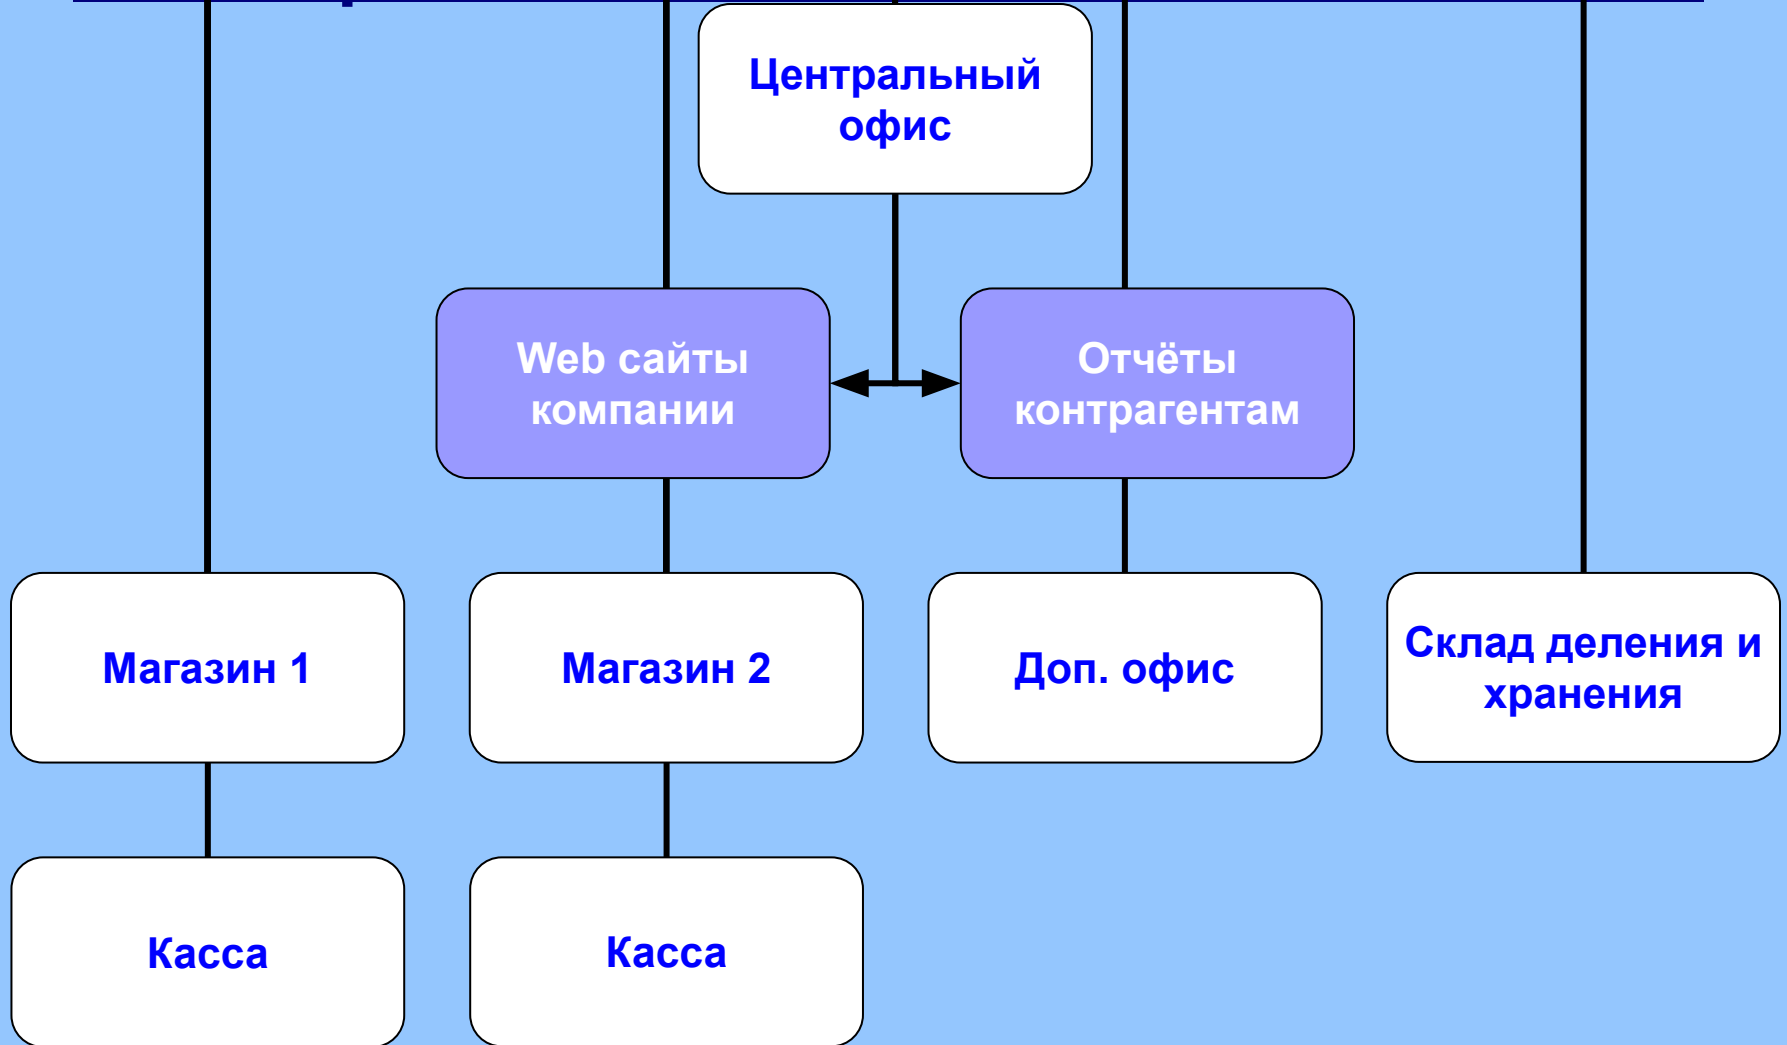 Центральный
офис
Web сайты
компании
Отчёты
контрагентам
Магазин 1
Магазин 2
Доп. офис
Склад деления и
хранения
Касса
Касса